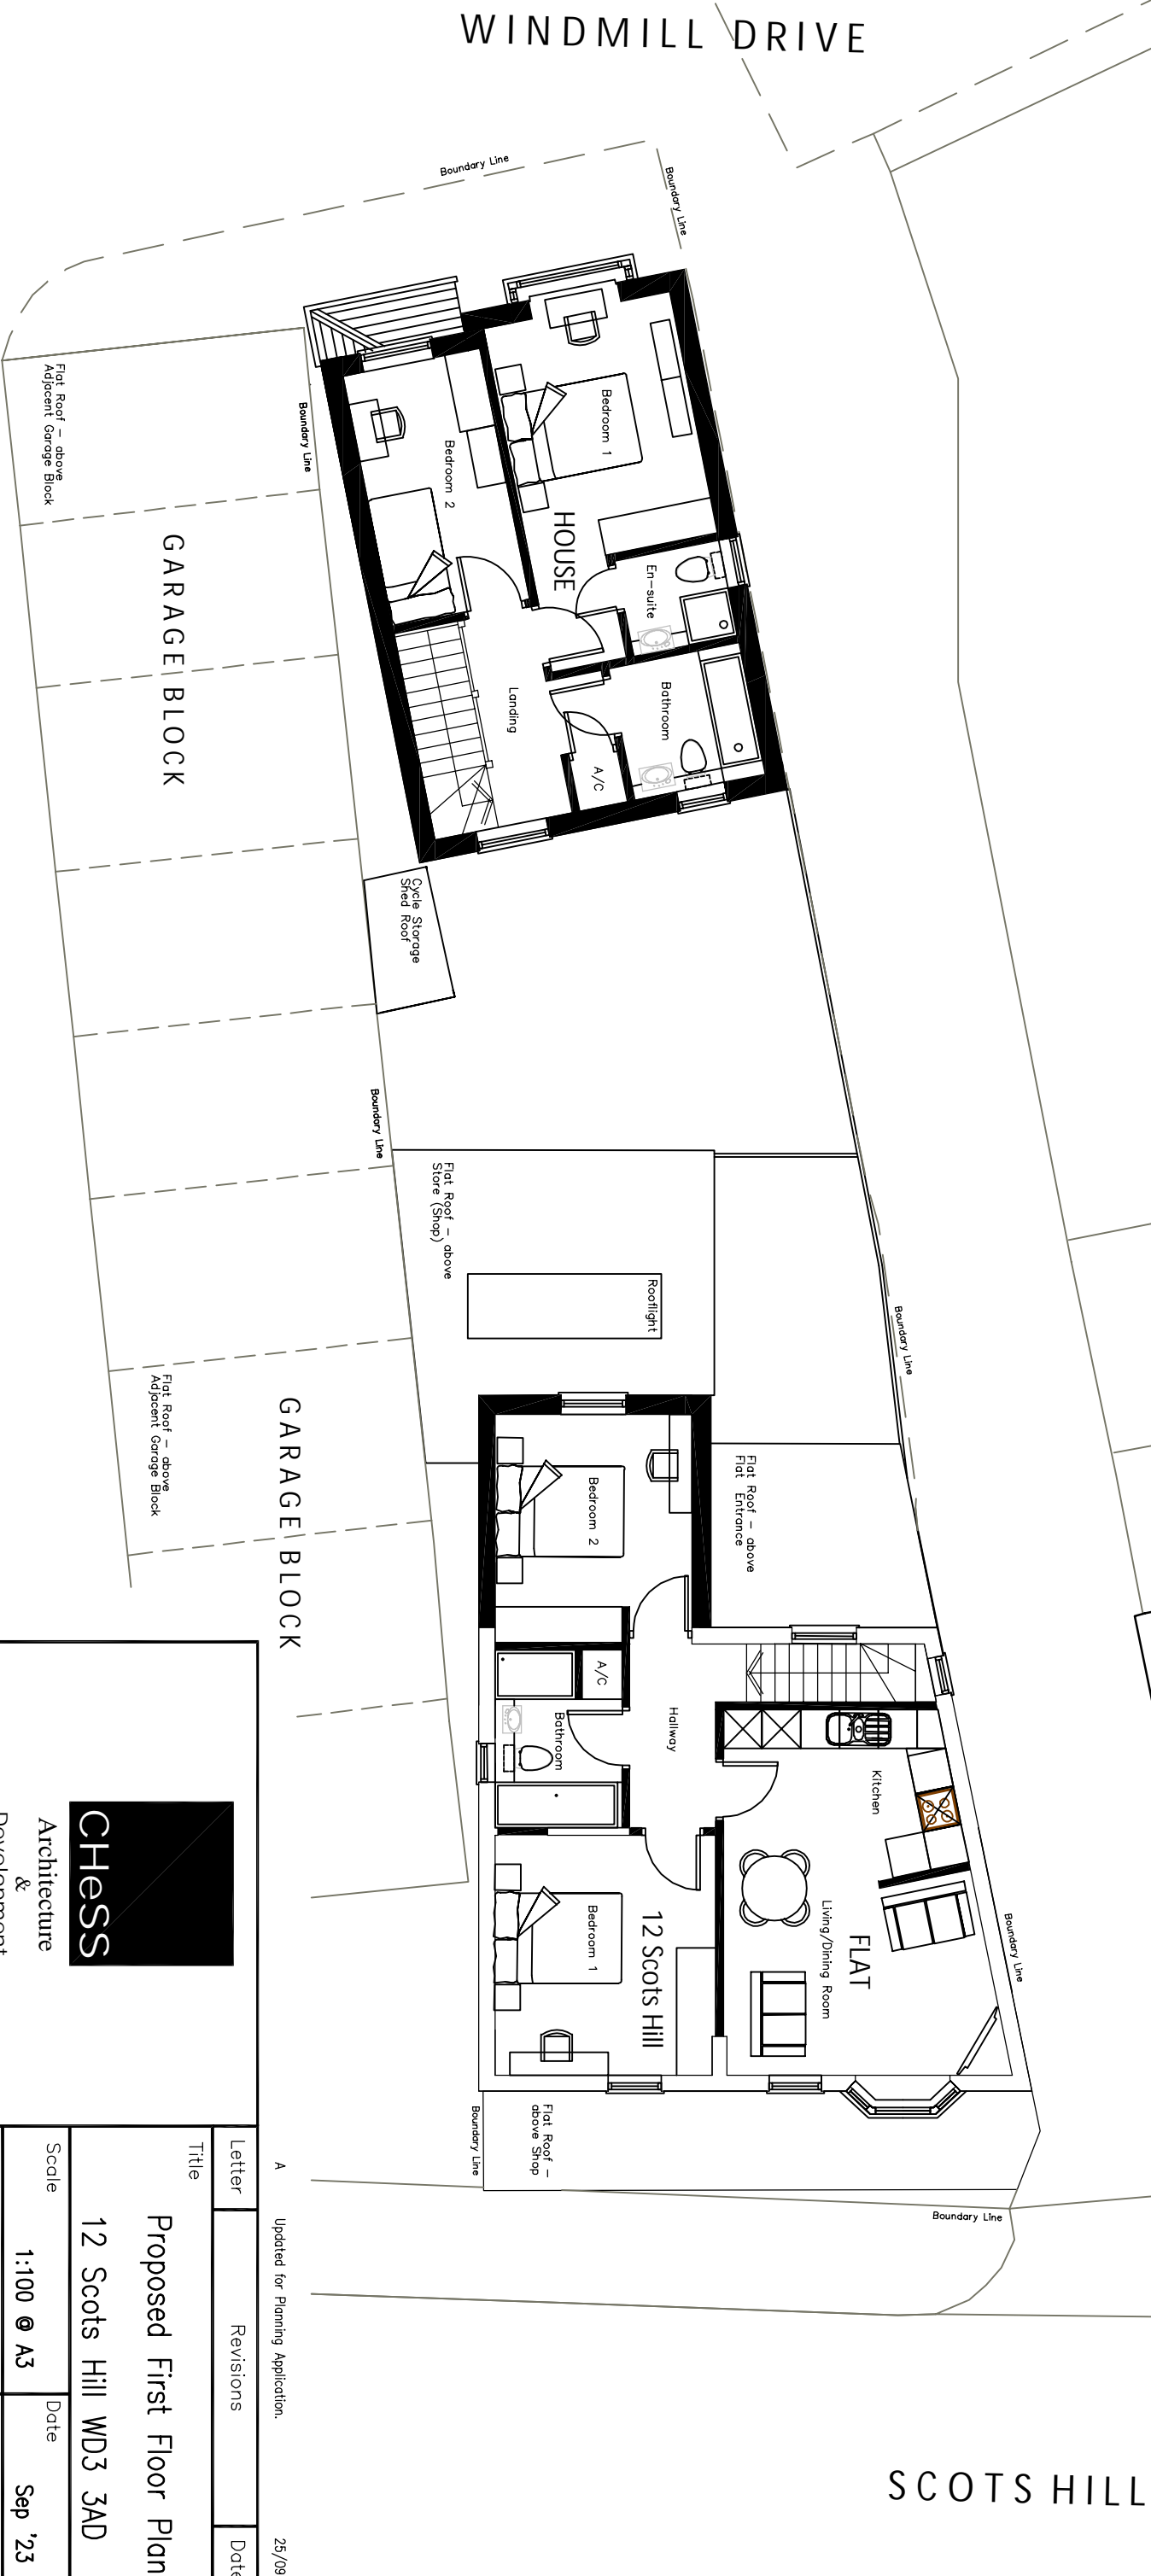 WINDMILL DRIVE
Boundary Line
Boundary Line
Flat Roof - above
Adjacent Garage Block
Boundary Line
GARAGE BLOCK
Bedroom 1
Bedroom 2
HOUSE
En-suite
Bathroom
Landing
A/C
Cycle Storage
Shed Roof
Boundary Line
Flat Roof - above
Store (Shop)
Rooflight
Boundary Line
Flat Roof - above
Adjacent Garage Block
GARAGE BLOCK
Bedroom 2
Flat Roof - above
Flat Entrance
A/C
Bathroom
Hallway
Kitchen
Living/Dining Room
FLAT
Bedroom 1
12 Scots Hill
Boundary Line
Flat Roof -
above Shop
Boundary Line
Boundary Line
SCOTS HILL
CHeSS
Architecture
&
Development
A Updated for Planning Application. 25/09
Letter Revisions Date
Title
Proposed First Floor Plan
12 Scots Hill WD3 3AD
Scale
1:100 @ A3
Date
Sep '23